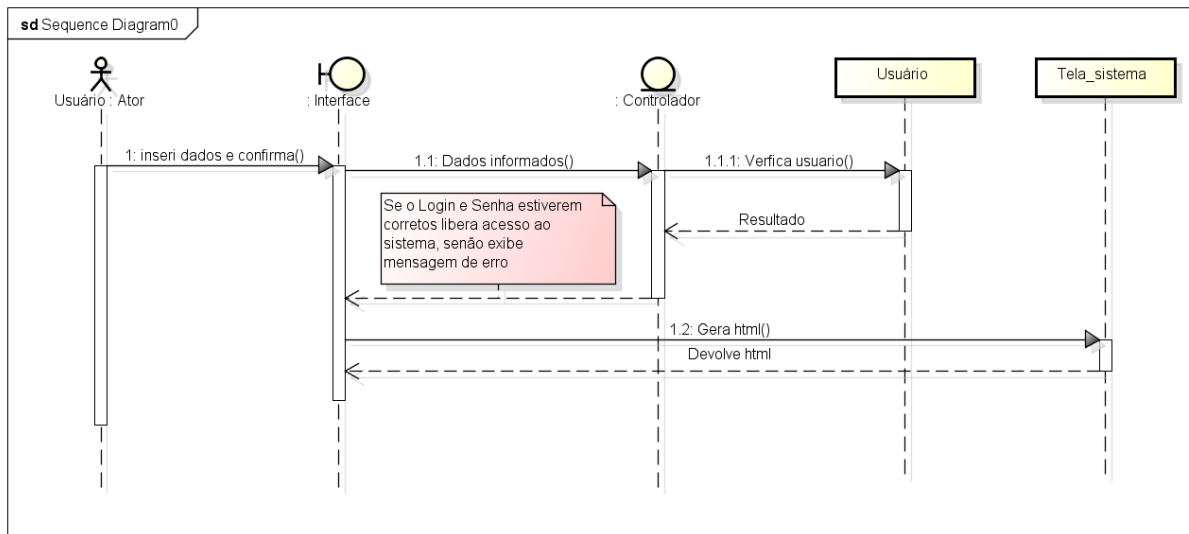 sd Sequence Diagram0
Usuário : Ator
: Interface
: Controlador
Usuário
Tela_sistema
1: inseri dados e confirma()
1.1: Dados informados()
1.1.1: Verfica usuario()
Se o Login e Senha estiverem
corretos libera acesso ao
sistema, senão exibe
mensagem de erro
Resultado
1.2: Gera html()
Devolve html